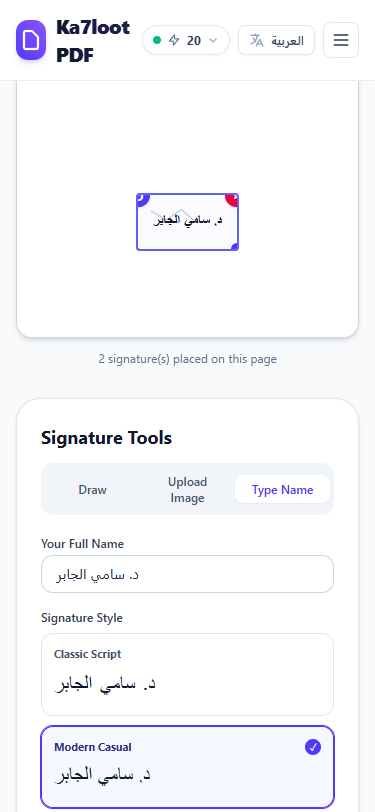 Ka7loot
PDF
20
العربية
د. سامي الجابر
2 signature(s) placed on this page
Signature Tools
Draw
Upload
Image
Type Name
Your Full Name
د. سامي الجابر
Signature Style
Classic Script
د. سامي الجابر
Modern Casual
د. سامي الجابر